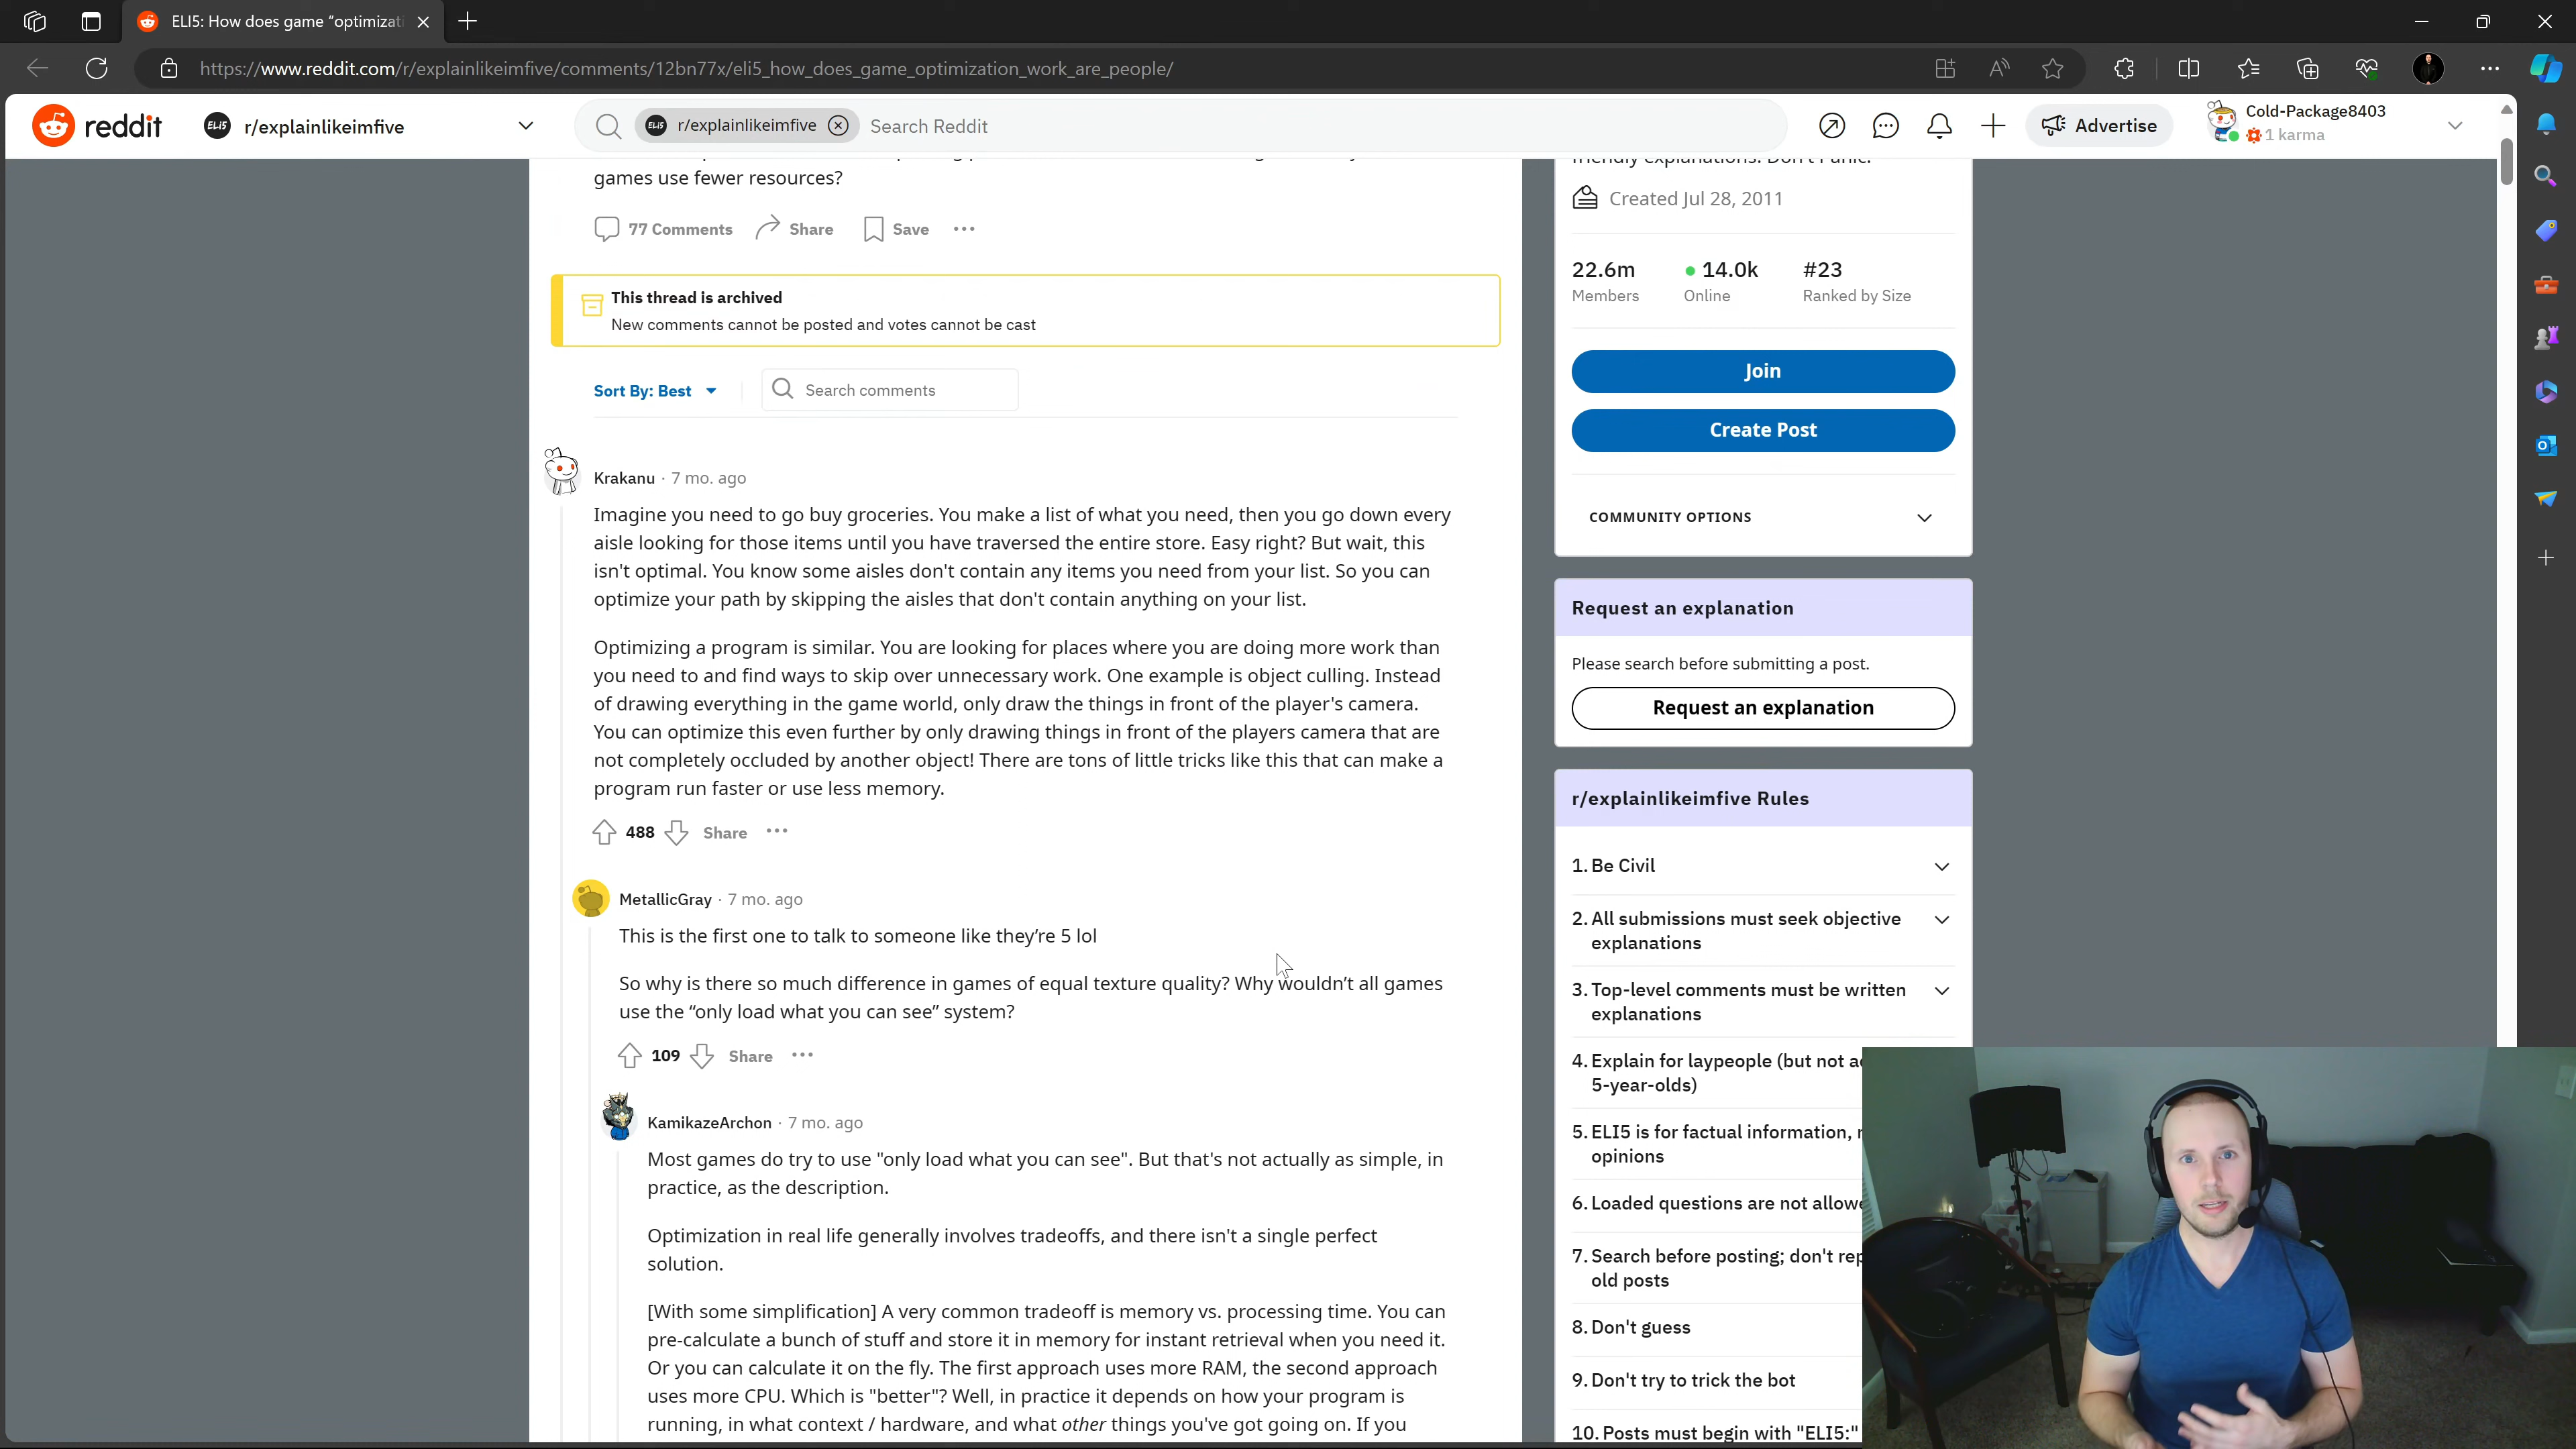 ELI5: How does game “optimizati
https://www.reddit.com/r/explainlikeimfive/comments/12bn77x/eli5_how_does_game_optimization_work_are_people/
reddit
ELI5
r/explainlikeimfive
ELI5
r/explainlikeimfive
Search Reddit
Advertise
Cold-Package8403
1 karma
games use fewer resources?
77 Comments
Share
Save
This thread is archived
New comments cannot be posted and votes cannot be cast
Sort By: Best
Search comments
Krakanu · 7 mo. ago
Imagine you need to go buy groceries. You make a list of what you need, then you go down every
aisle looking for those items until you have traversed the entire store. Easy right? But wait, this
isn't optimal. You know some aisles don't contain any items you need from your list. So you can
optimize your path by skipping the aisles that don't contain anything on your list.
Optimizing a program is similar. You are looking for places where you are doing more work than
you need to and find ways to skip over unnecessary work. One example is object culling. Instead
of drawing everything in the game world, only draw the things in front of the player's camera.
You can optimize this even further by only drawing things in front of the players camera that are
not completely occluded by another object! There are tons of little tricks like this that can make a
program run faster or use less memory.
488
Share
MetallicGray · 7 mo. ago
This is the first one to talk to someone like they’re 5 lol
So why is there so much difference in games of equal texture quality? Why wouldn’t all games
use the “only load what you can see” system?
109
Share
KamikazeArchon · 7 mo. ago
Most games do try to use "only load what you can see". But that's not actually as simple, in
practice, as the description.
Optimization in real life generally involves tradeoffs, and there isn't a single perfect
solution.
[With some simplification] A very common tradeoff is memory vs. processing time. You can
pre-calculate a bunch of stuff and store it in memory for instant retrieval when you need it.
Or you can calculate it on the fly. The first approach uses more RAM, the second approach
uses more CPU. Which is "better"? Well, in practice it depends on how your program is
running, in what context / hardware, and what other things you've got going on. If you
friendly explanations. Don't Panic.
Created Jul 28, 2011
22.6m
Members
14.0k
Online
#23
Ranked by Size
Join
Create Post
COMMUNITY OPTIONS
Request an explanation
Please search before submitting a post.
Request an explanation
r/explainlikeimfive Rules
1. Be Civil
2. All submissions must seek objective
explanations
3. Top-level comments must be written
explanations
4. Explain for laypeople (but not a
5-year-olds)
5. ELI5 is for factual information,
opinions
6. Loaded questions are not allowe
7. Search before posting; don't rep
old posts
8. Don't guess
9. Don't try to trick the bot
10. Posts must begin with "ELI5:"